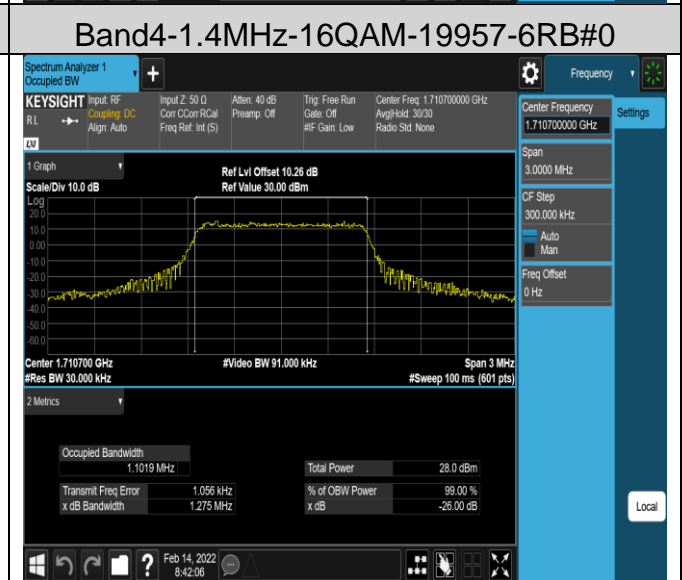 Band4-1.4MHz-16QAM-19957-6RB#0
Spectrum Analyzer 1
Occupied BW
+
Frequency
KEYSIGHT
RL
Input: RF
Coupling: DC
Align: Auto
Input Z: 50 Ω
Corr CCorr RCal
Freq Ref: Int (S)
Atten: 40 dB
Preamp: Off
Trig: Free Run
Gate: Off
#IF Gain: Low
Center Freq: 1.710700000 GHz
Avg|Hold: 30/30
Radio Std: None
LXI
Center Frequency
1.710700000 GHz
Settings
Span
3.0000 MHz
CF Step
300.000 kHz
Auto
Man
Freq Offset
0 Hz
1 Graph
Scale/Div 10.0 dB
Ref Lvl Offset 10.26 dB
Ref Value 30.00 dBm
Log
20.0
10.0
0.00
-10.0
-20.0
-30.0
-40.0
-50.0
-60.0
Center 1.710700 GHz
#Video BW 91.000 kHz
Span 3 MHz
#Res BW 30.000 kHz
#Sweep 100 ms (601 pts)
2 Metrics
Occupied Bandwidth
1.1019 MHz
Total Power 28.0 dBm
Transmit Freq Error 1.056 kHz
% of OBW Power 99.00 %
x dB Bandwidth 1.275 MHz
x dB -26.00 dB
Local
?
Feb 14, 2022
8:42:06